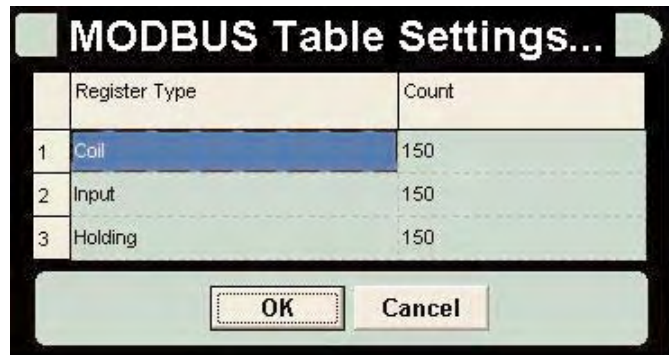 MODBUS Table Settings...
Register Type Count
1 Coil 150
2 Input 150
3 Holding 150
OK Cancel